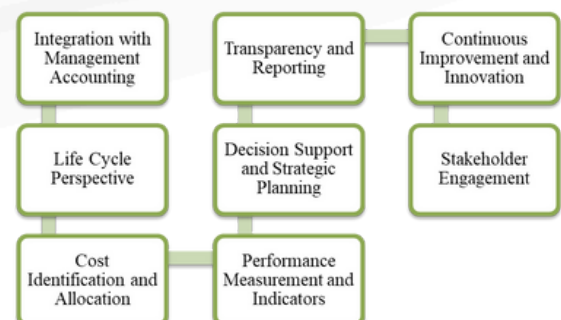 Integration with
Management
Accounting
Life Cycle
Perspective
Cost
Identification and
Allocation
Performance
Measurement and
Indicators
Decision Support
and Strategic
Planning
Transparency and
Reporting
Continuous
Improvement and
Innovation
Stakeholder
Engagement